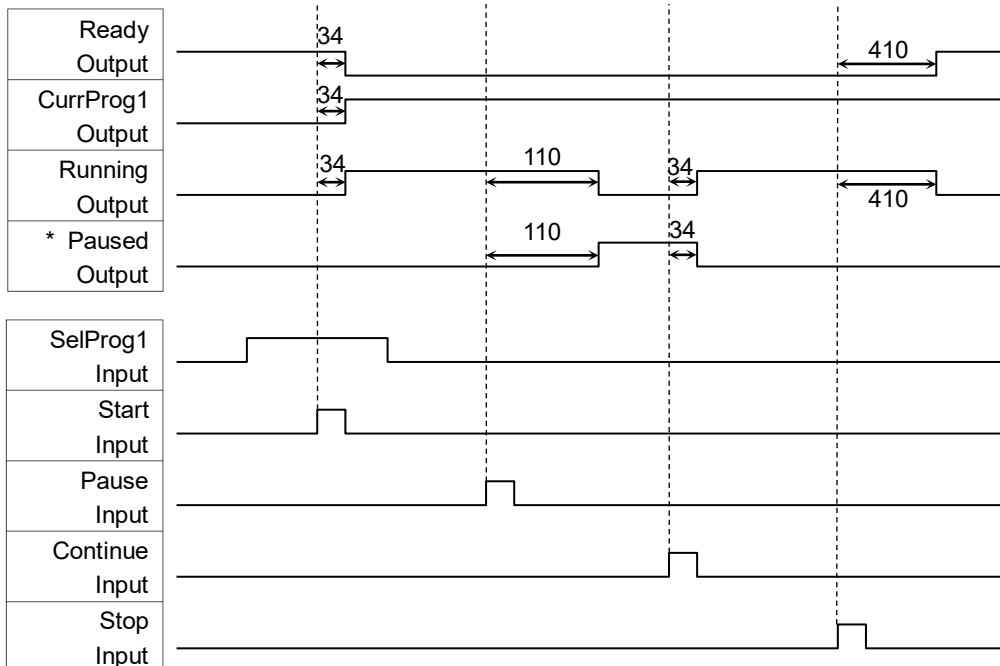 Ready
Output
34
410
CurrProg1
Output
34
Running
Output
34
110
34
410
* Paused
Output
110
34
SelProg1
Input
Start
Input
Pause
Input
Continue
Input
Stop
Input